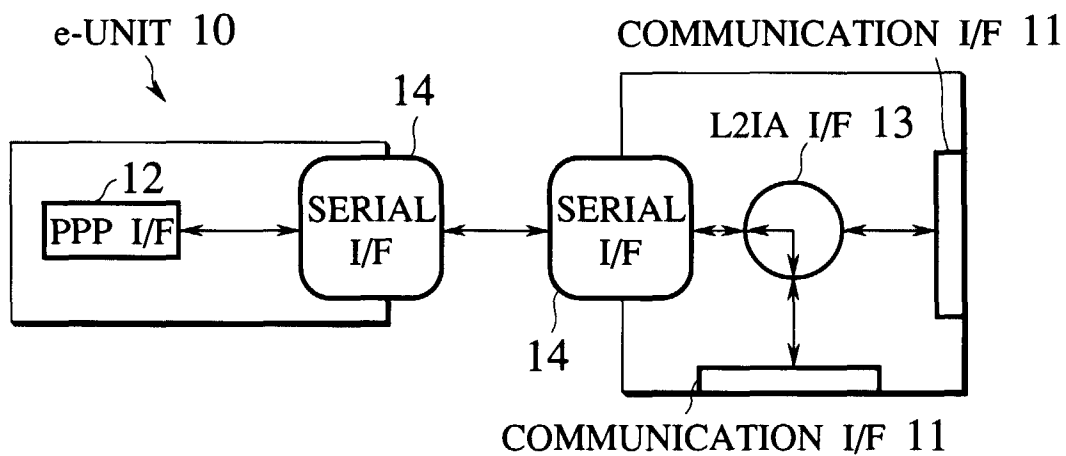 e-UNIT 10
COMMUNICATION I/F 11
14
L2IA I/F 13
12
PPP I/F
SERIAL
I/F
SERIAL
I/F
14
COMMUNICATION I/F 11